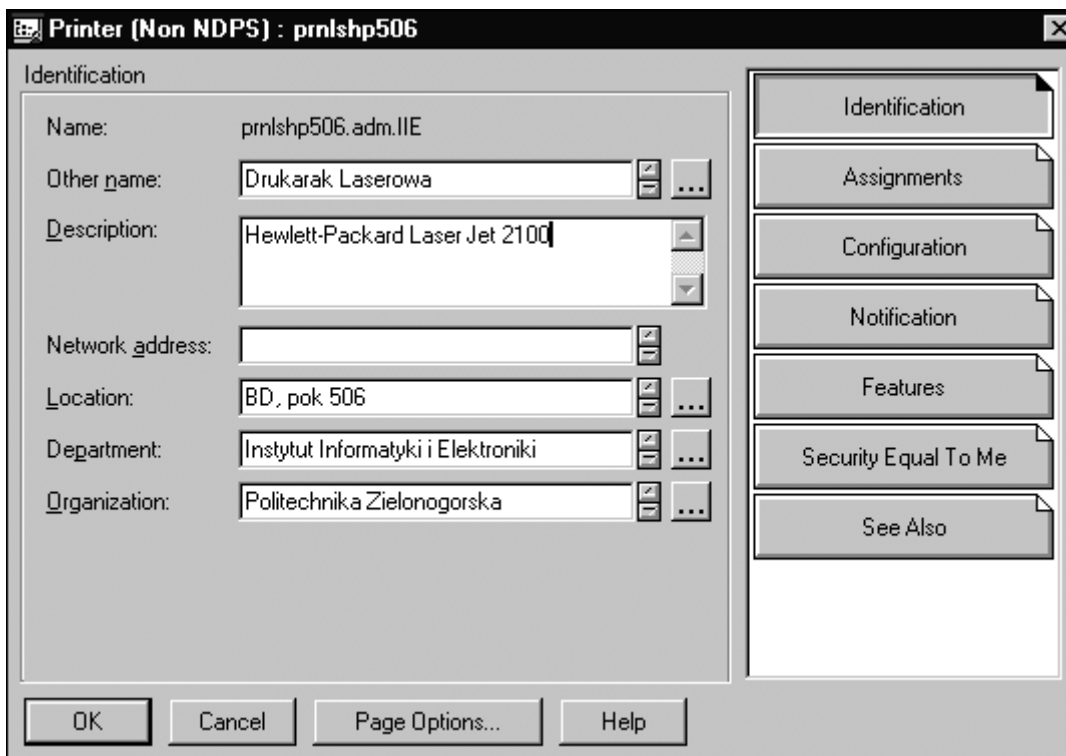 Printer (Non NDPS) : prnlshp506
Identification
Name: prnlshp506.adm.IIE
Other name: Drukarak Laserowa ...
Description: Hewlett-Packard Laser Jet 2100
Network address:
Location: BD, pok 506 ...
Department: Instytut Informatyki i Elektroniki ...
Organization: Politechnika Zielonogorska ...
OK Cancel Page Options... Help
Identification
Assignments
Configuration
Notification
Features
Security Equal To Me
See Also